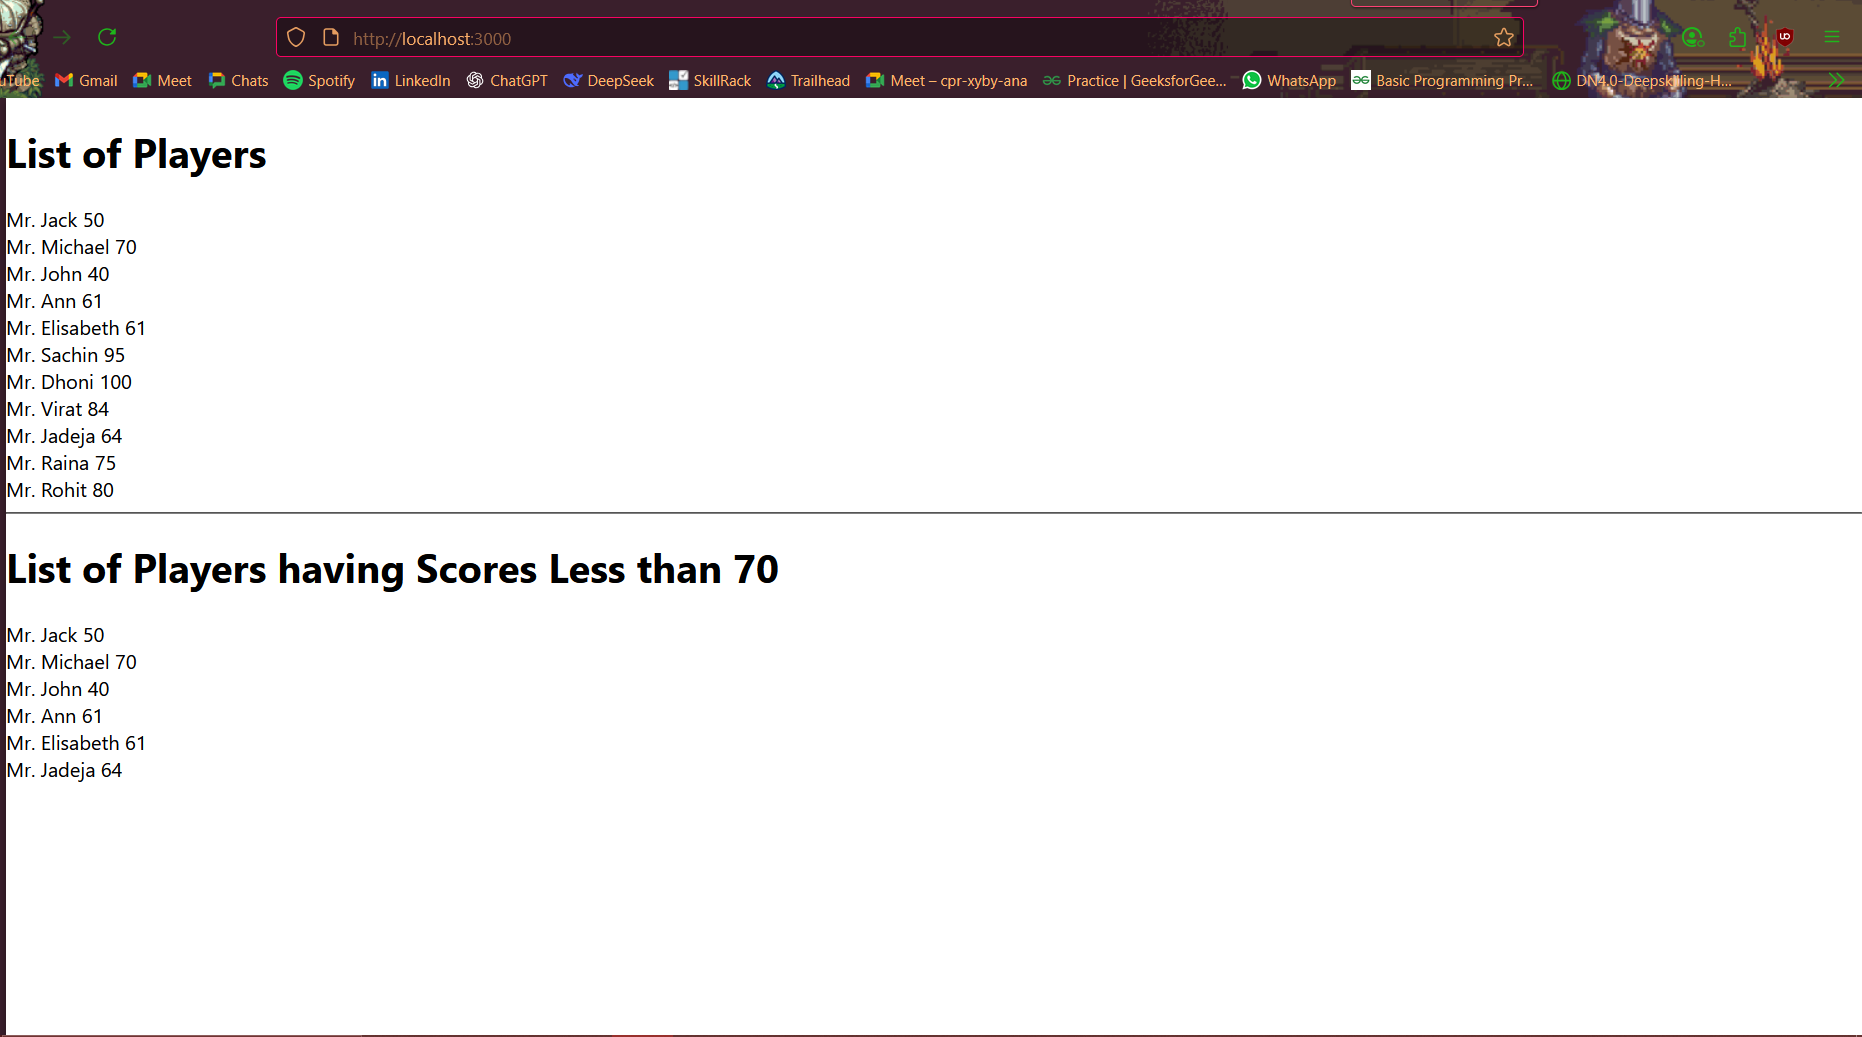 http://localhost:3000
uTube Gmail Meet Chats Spotify LinkedIn ChatGPT DeepSeek SkillRack Trailhead Meet – cpr-xyby-ana Practice | GeeksforGee... WhatsApp Basic Programming Pr... DN4.0-Deepskilling-H...
List of Players
Mr. Jack 50
Mr. Michael 70
Mr. John 40
Mr. Ann 61
Mr. Elisabeth 61
Mr. Sachin 95
Mr. Dhoni 100
Mr. Virat 84
Mr. Jadeja 64
Mr. Raina 75
Mr. Rohit 80
List of Players having Scores Less than 70
Mr. Jack 50
Mr. Michael 70
Mr. John 40
Mr. Ann 61
Mr. Elisabeth 61
Mr. Jadeja 64